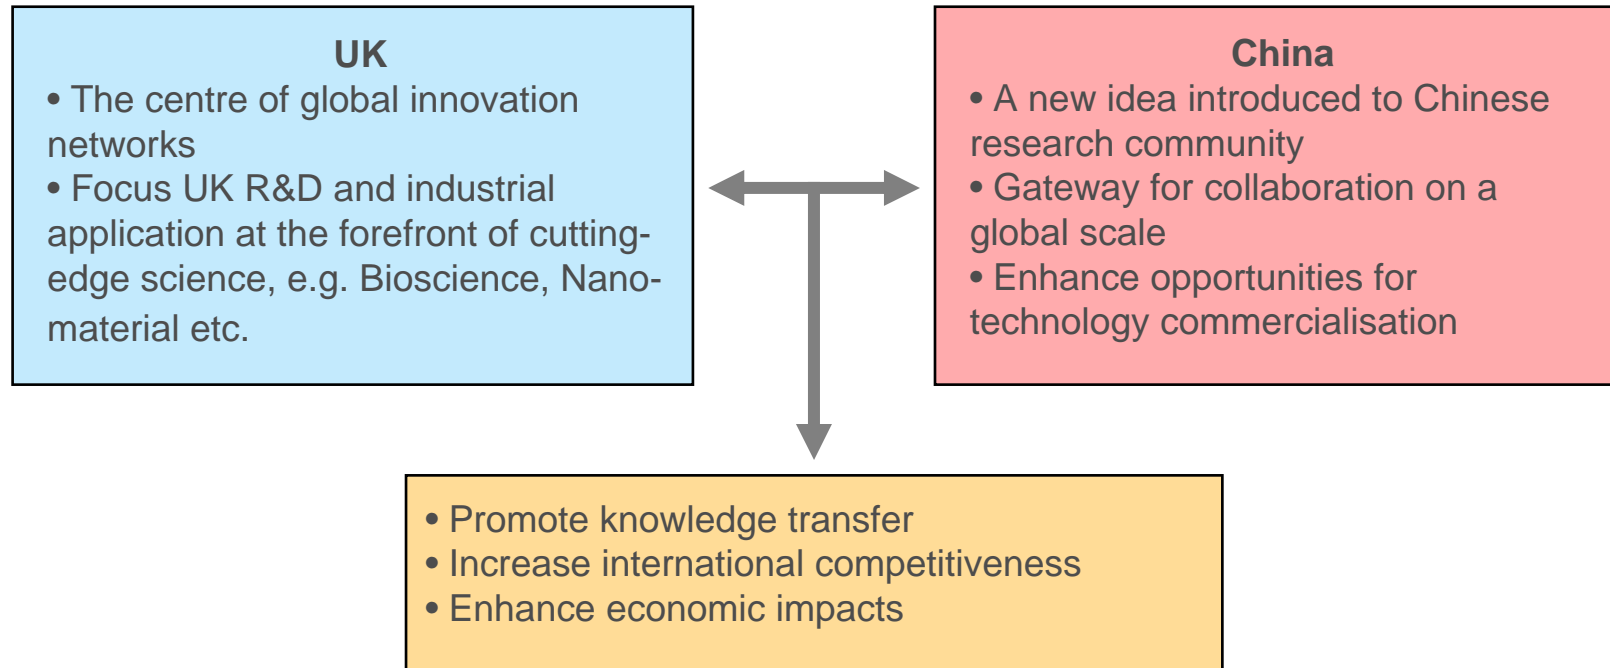 UK
• The centre of global innovation
networks
• Focus UK R&D and industrial
application at the forefront of cutting-
edge science, e.g. Bioscience, Nano-
material etc.
China
• A new idea introduced to Chinese
research community
• Gateway for collaboration on a
global scale
• Enhance opportunities for
technology commercialisation
• Promote knowledge transfer
• Increase international competitiveness
• Enhance economic impacts